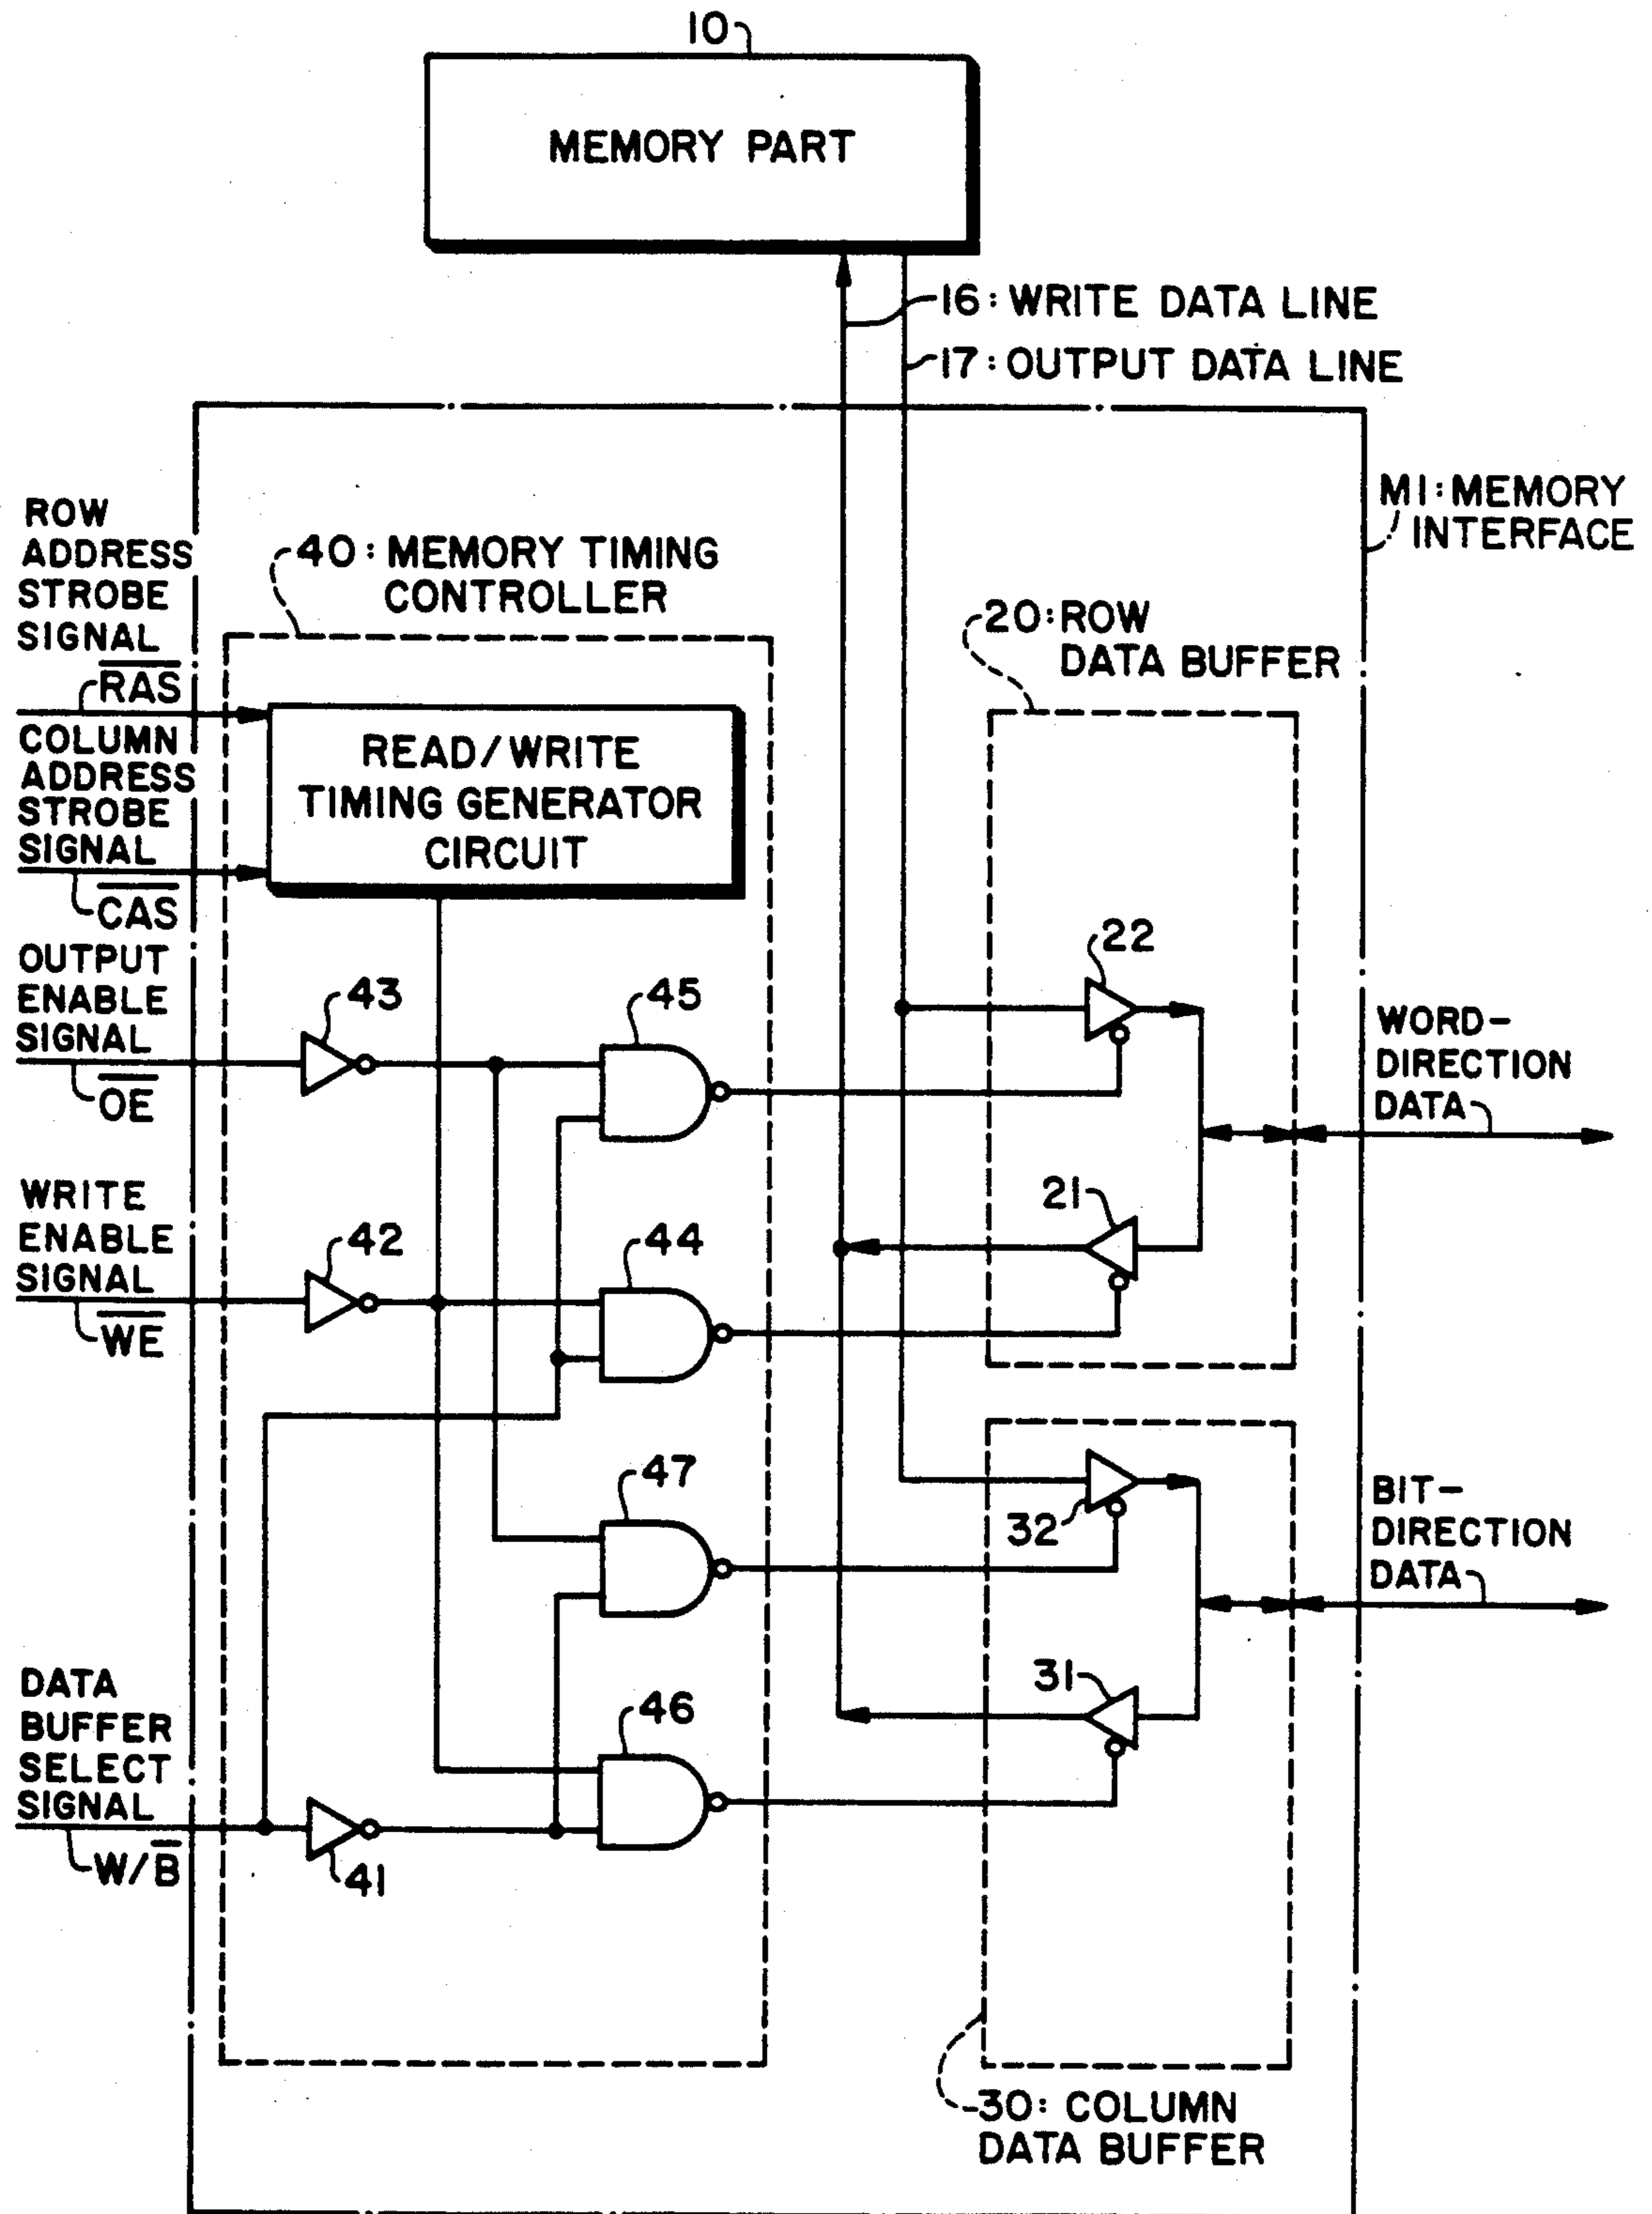 10
MEMORY PART
16: WRITE DATA LINE
17: OUTPUT DATA LINE
M1: MEMORY
INTERFACE
ROW
ADDRESS
STROBE
SIGNAL
RAS
40: MEMORY TIMING
CONTROLLER
20: ROW
DATA BUFFER
COLUMN
ADDRESS
STROBE
SIGNAL
CAS
READ/WRITE
TIMING GENERATOR
CIRCUIT
OUTPUT
ENABLE
SIGNAL
OE
43
45
22
WORD-
DIRECTION
DATA
WRITE
ENABLE
SIGNAL
WE
42
44
21
47
32
BIT-
DIRECTION
DATA
DATA
BUFFER
SELECT
SIGNAL
W/B
41
46
31
30: COLUMN
DATA BUFFER